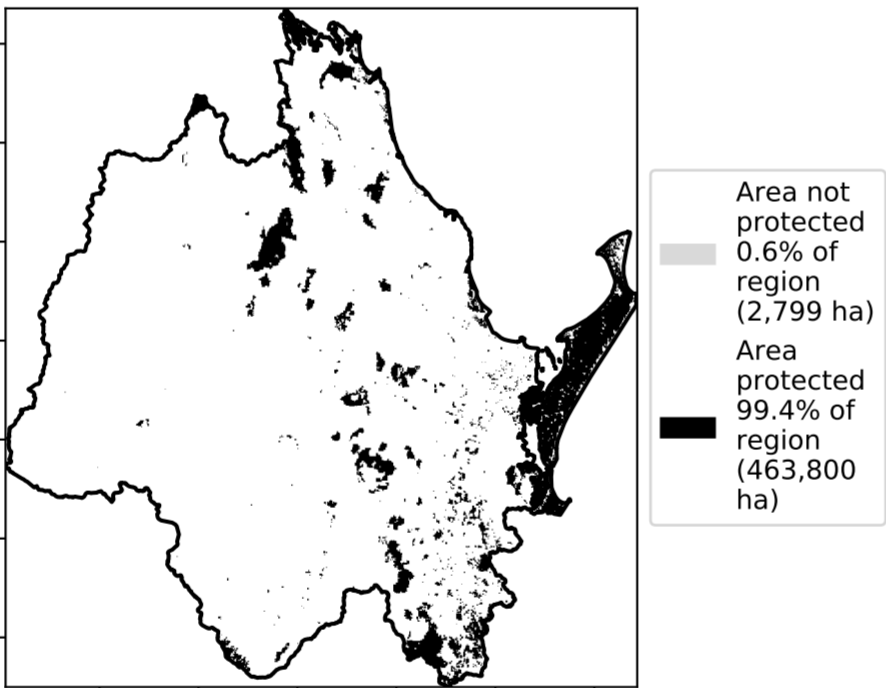 Area not
protected
0.6% of
region
(2,799 ha)
Area
protected
99.4% of
region
(463,800
ha)